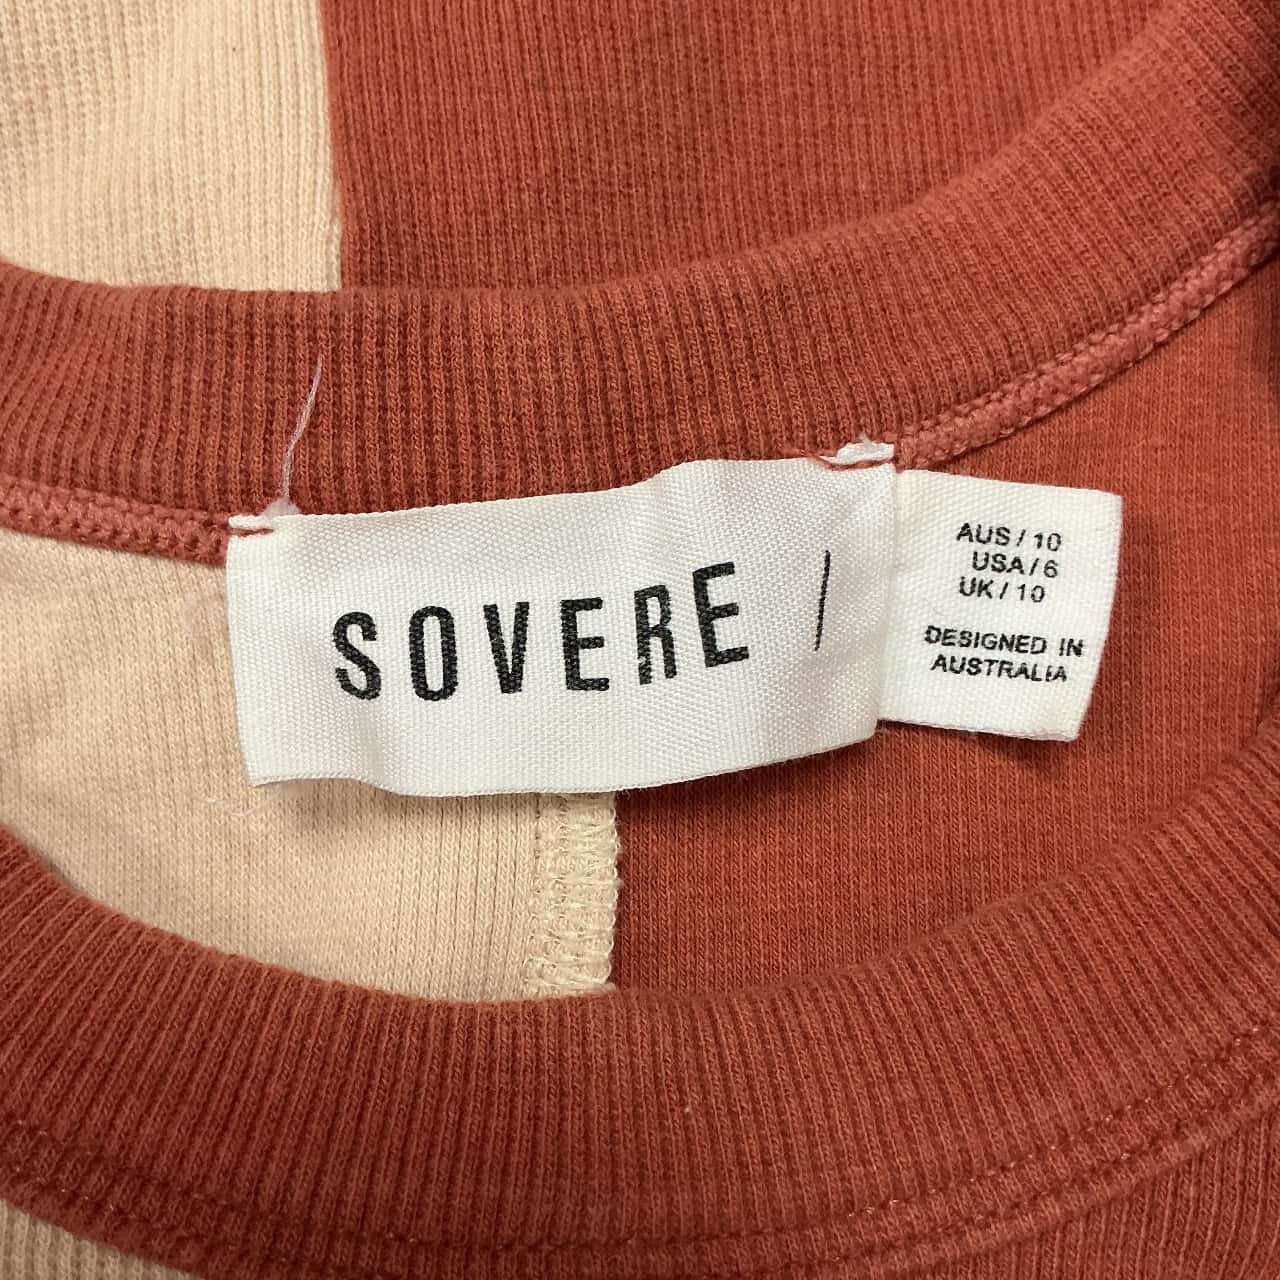 SOVERE |
AUS / 10
USA / 6
UK / 10
DESIGNED IN
AUSTRALIA